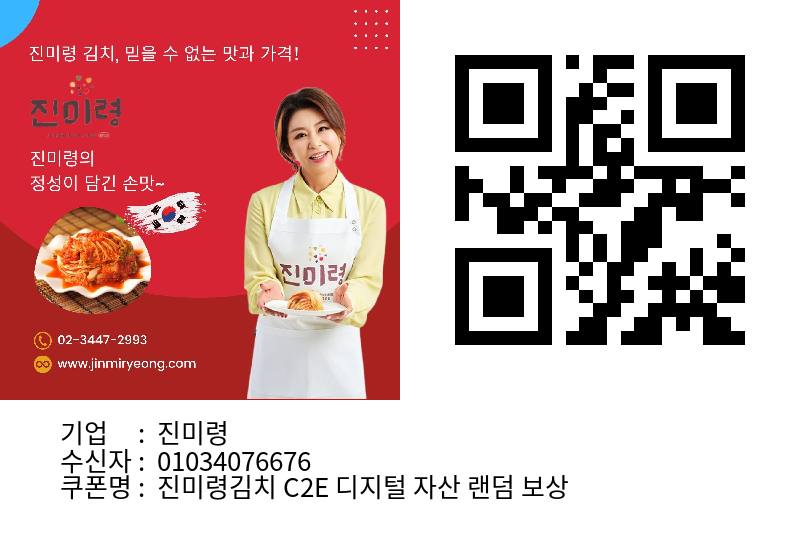 진미령 김치, 믿을 수 없는 맛과 가격!
진미령
진미령의
정성이 담긴 손맛~
진미령
02-3447-2993
www.jinmiryeong.com
기업 : 진미령
수신자 : 01034076676
쿠폰명 : 진미령김치 C2E 디지털 자산 랜덤 보상